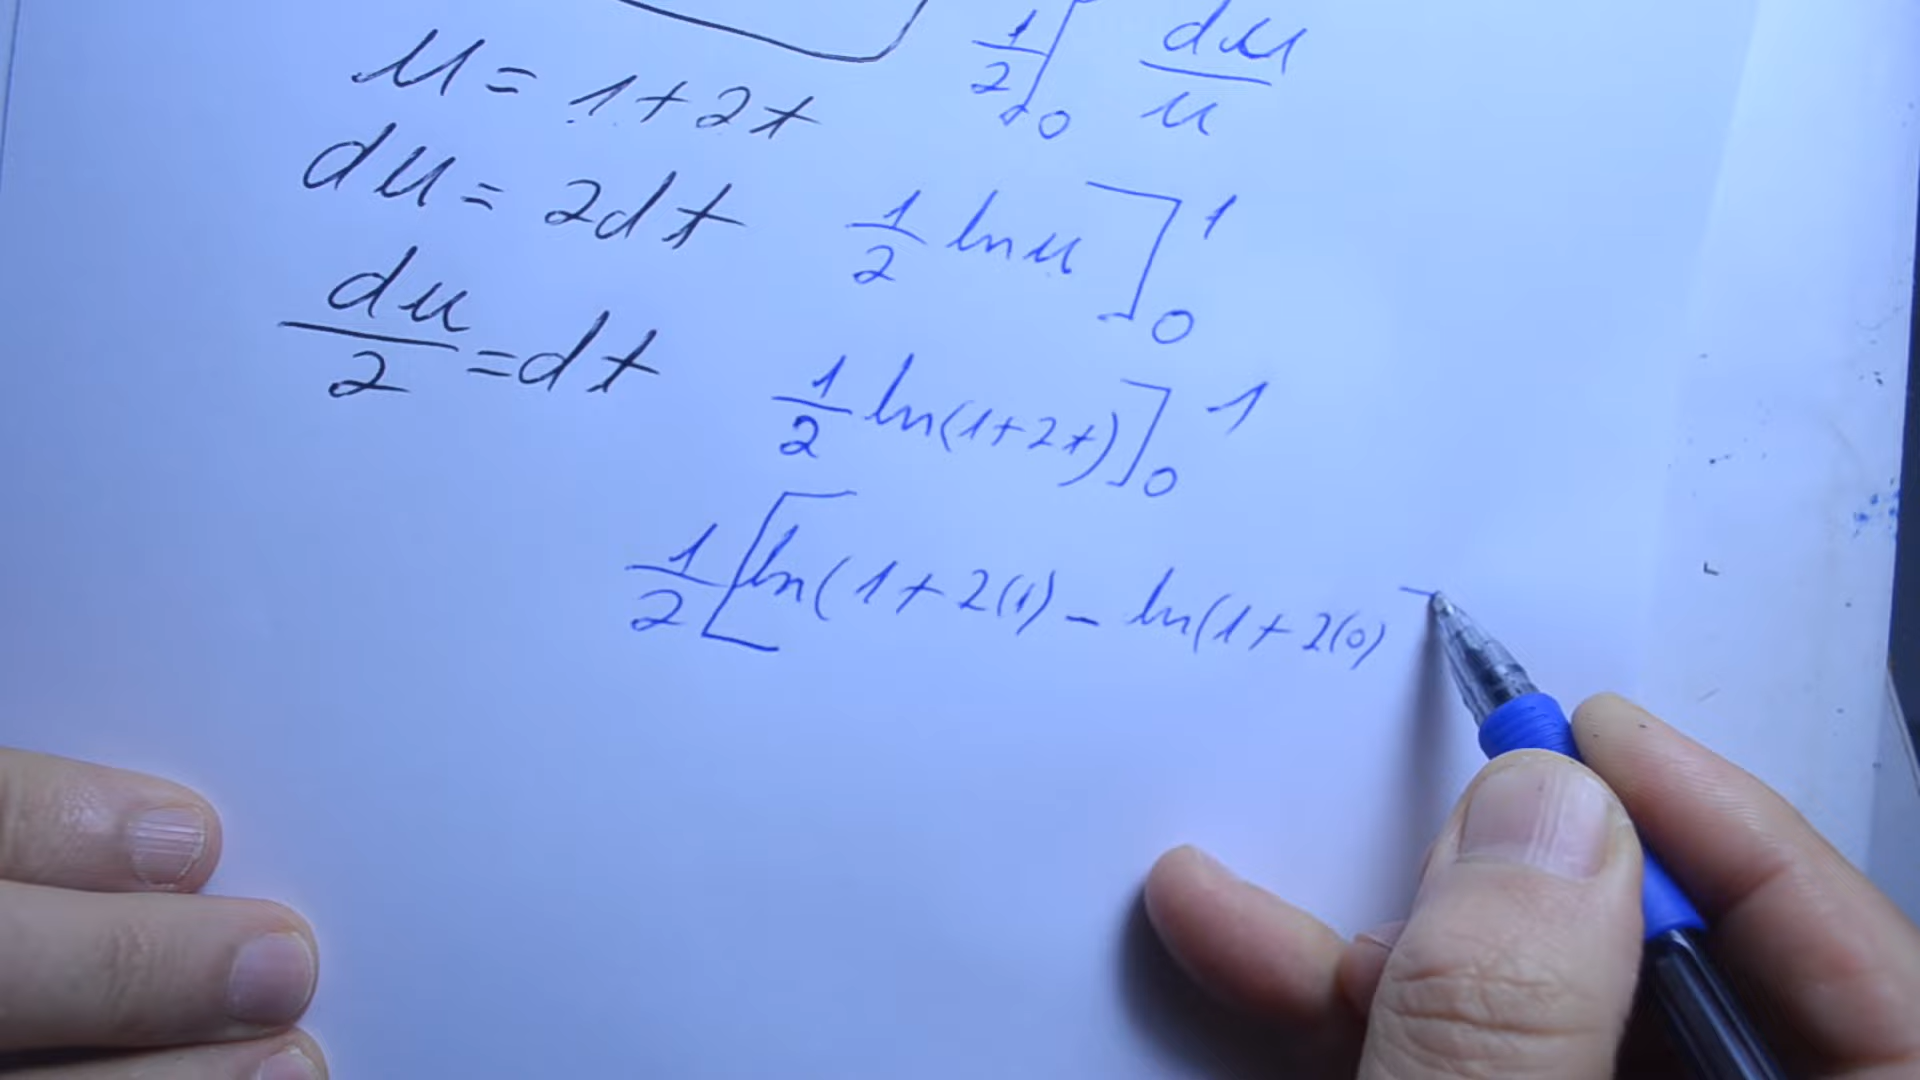 u = 1+2t
du = 2dt
du/2 = dt
1/2 ∫₀ du/u
1/2 ln u ]₀¹
1/2 ln(1+2t) ]₀¹
1/2 [ln(1+2(1) - ln(1+2(0)